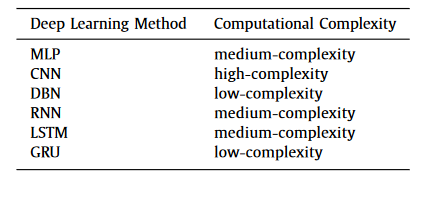 Deep Learning Method Computational Complexity
MLP medium-complexity
CNN high-complexity
DBN low-complexity
RNN medium-complexity
LSTM medium-complexity
GRU low-complexity